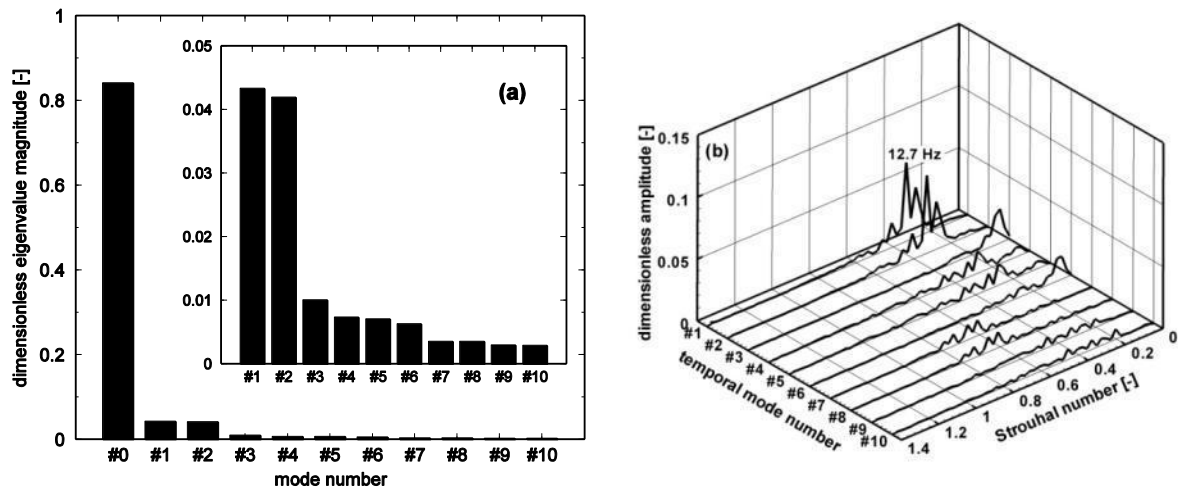 dimensionless eigenvalue magnitude [-]
1
0.8
0.6
0.4
0.2
0
#0 #1 #2 #3 #4 #5 #6 #7 #8 #9 #10
mode number
0.05
0.04
0.03
0.02
0.01
0
#1 #2 #3 #4 #5 #6 #7 #8 #9 #10
(a)
(b)
12.7 Hz
dimensionless amplitude [-]
0.15
0.1
0.05
0
#1 #2 #3 #4 #5 #6 #7 #8 #9 #10
temporal mode number
1.4 1.2 1 0.8 0.6 0.4 0.2 0
Strouhal number [-]